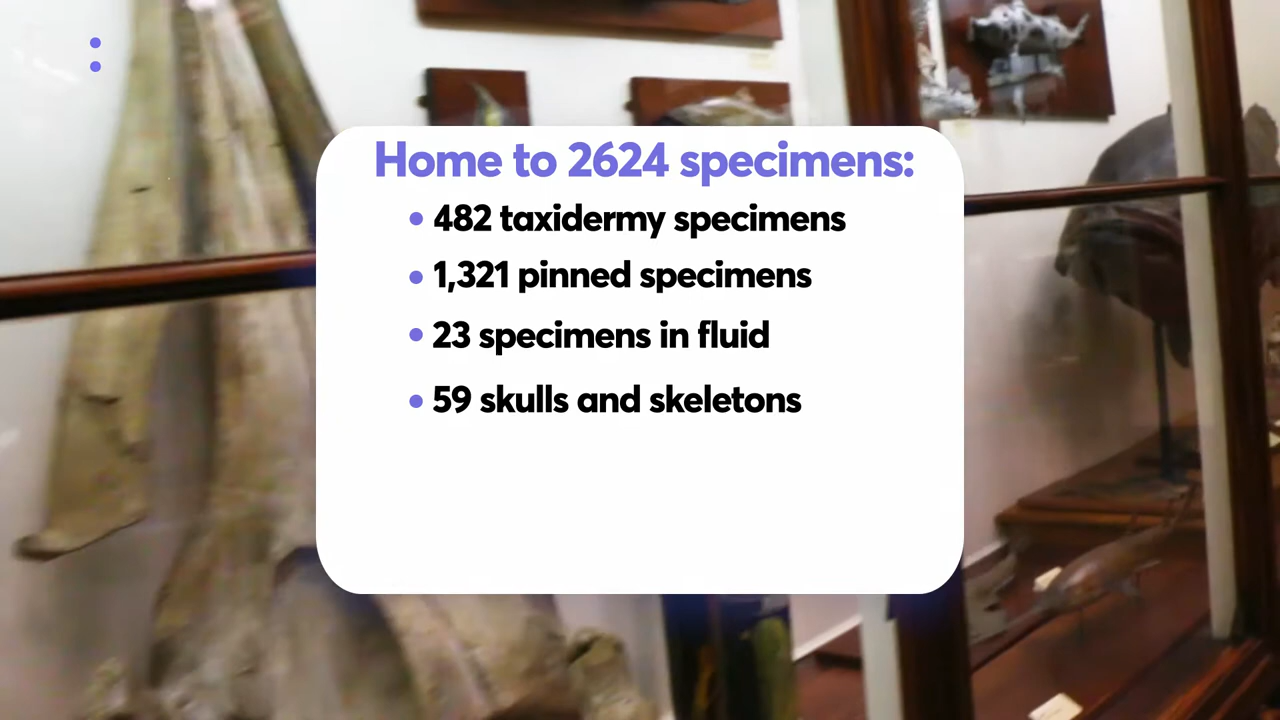 Home to 2624 specimens:
• 482 taxidermy specimens
• 1,321 pinned specimens
• 23 specimens in fluid
• 59 skulls and skeletons